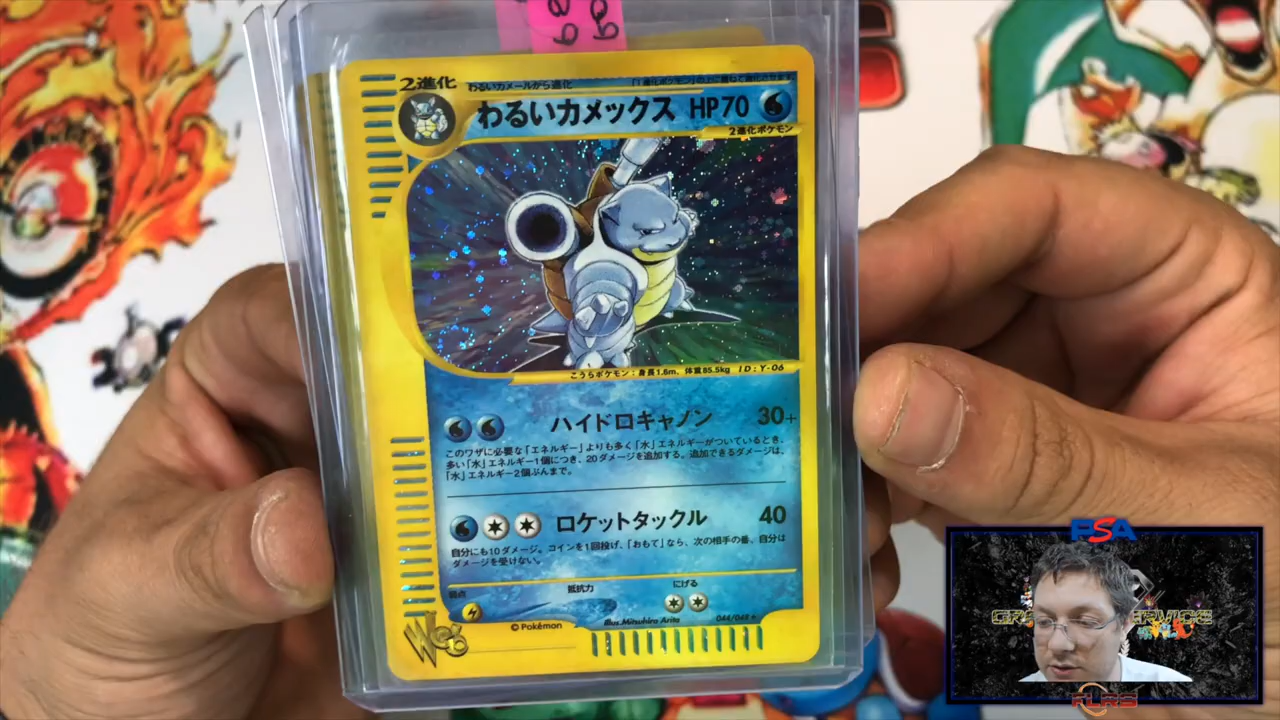 2進化
わるいカメールから進化
わるいカメックス HP70
2進化ポケモン
こうらポケモン：身長1.6m、体重85.5kg ID:Y-06
ハイドロキャノン 30+
このワザに必要な「エネルギー」よりも多く「水」エネルギーがついているとき、
多い「水」エネルギー1個につき、20ダメージを追加する。追加できるダメージは、
「水」エネルギー2個ぶんまで。
ロケットタックル 40
自分にも10ダメージ。コインを1回投げ、「おもて」なら、次の相手の番、自分は
ダメージを受けない。
弱点 抵抗力 にげる
Web
©Pokémon
Illus.Mitsuhiro Arita
044/048
PSA